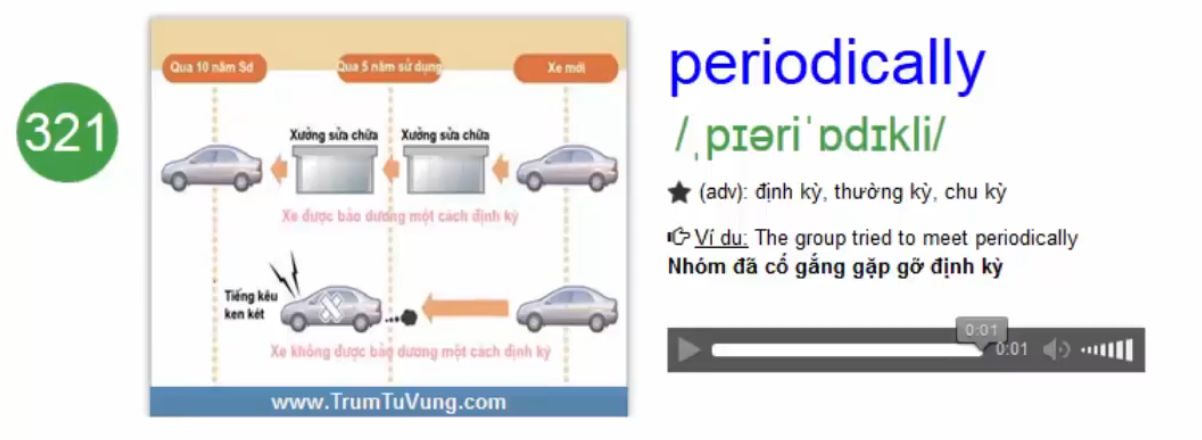 321
Qua 10 năm Sd
Qua 5 năm sử dụng
Xe mới
Xưởng sửa chữa
Xưởng sửa chữa
Xe được bảo dương một cách định kỳ
Tiếng kêu
ken két
Xe không được bảo dương một cách định kỳ
www.TrumTuVung.com
periodically
/ˌpɪəriˈɒdɪkli/
(adv): định kỳ, thường kỳ, chu kỳ
Ví du: The group tried to meet periodically
Nhóm đã cố gắng gặp gỡ định kỳ
0:01
0:01